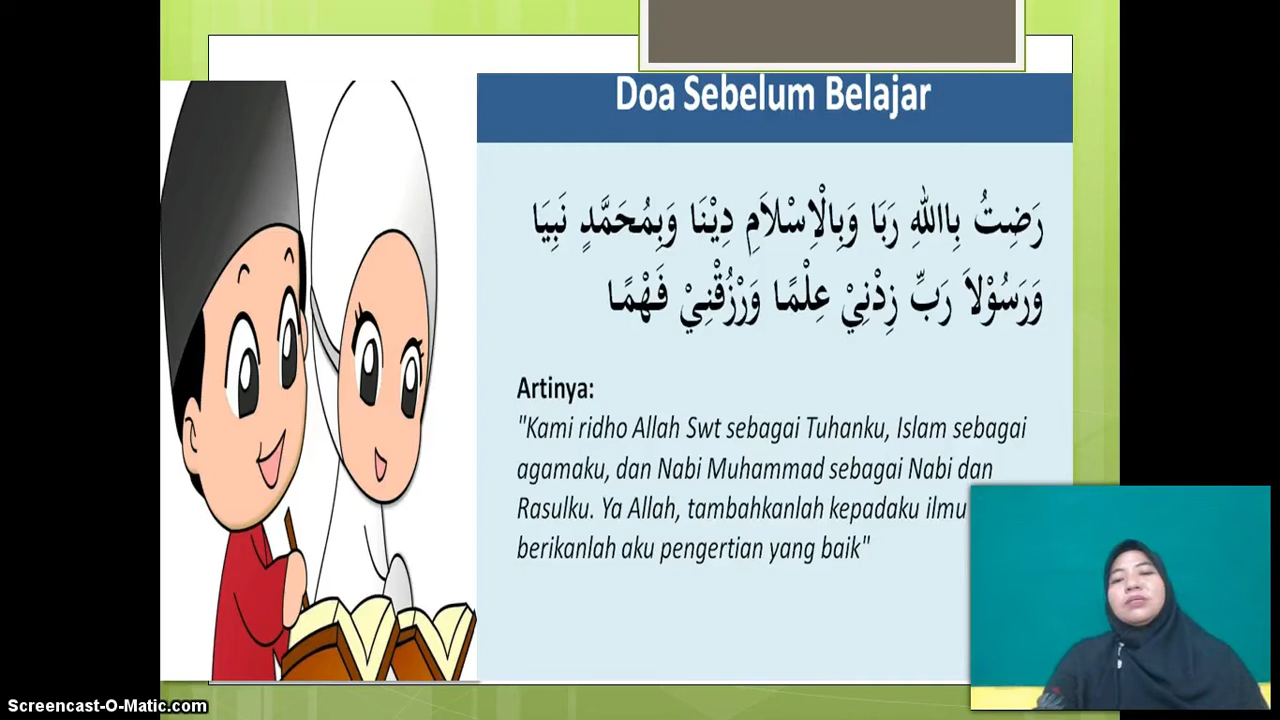 Doa Sebelum Belajar
رَضِتُ بِااللهِ رَبَا وَبِالْاِسْلاَمِ دِيْنَا وَبِمُحَمَّدٍ نَبِيَا
وَرَسُوْلاَ رَبِّ زِدْنِيْ عِلْمًا وَرْزُقْنِيْ فَهْمًا
Artinya:
"Kami ridho Allah Swt sebagai Tuhanku, Islam sebagai
agamaku, dan Nabi Muhammad sebagai Nabi dan
Rasulku. Ya Allah, tambahkanlah kepadaku ilmu
berikanlah aku pengertian yang baik"
Screencast-O-Matic.com